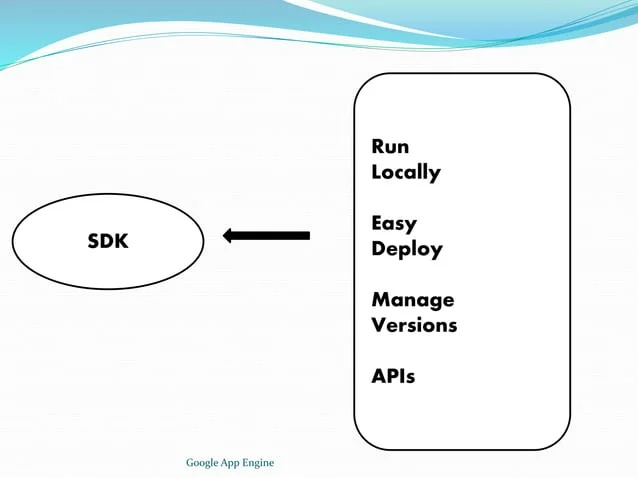 SDK
Run
Locally
Easy
Deploy
Manage
Versions
APIs
Google App Engine